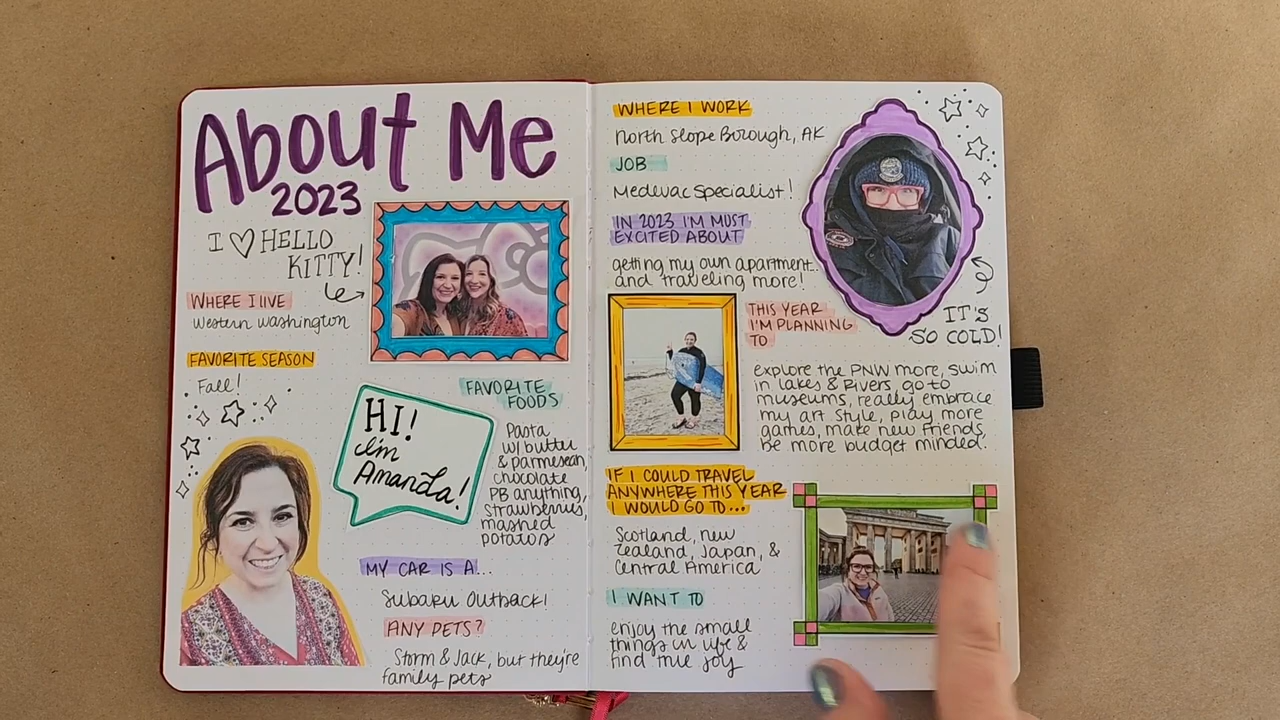 About Me
2023
I ♡ HELLO
KITTY!
WHERE I LIVE
Western Washington
FAVORITE SEASON
Fall!
HI!
I'm
Amanda!
FAVORITE
FOODS
Pasta
w/ butter
& parmesean,
chocolate
PB anything,
strawberries,
mashed
potatos
MY CAR IS A...
Subaru Outback!
ANY PETS?
Storm & Jack, but they're
family pets
WHERE I WORK
North Slope Borough, AK
JOB
Medevac Specialist!
IN 2023 I'M MUST
EXCITED ABOUT
getting my own apartment..
and traveling more!
IT'S
SO COLD!
THIS YEAR
I'M PLANNING
TO
explore the PNW more, swim
in lakes & Rivers, go to
museums, really embrace
my art style, play more
games, make new friends,
be more budget minded.
IF I COULD TRAVEL
ANYWHERE THIS YEAR
I WOULD GO TO...
Scotland, new
Zealand, Japan, &
Central America
I WANT TO
enjoy the small
things in life &
find true joy